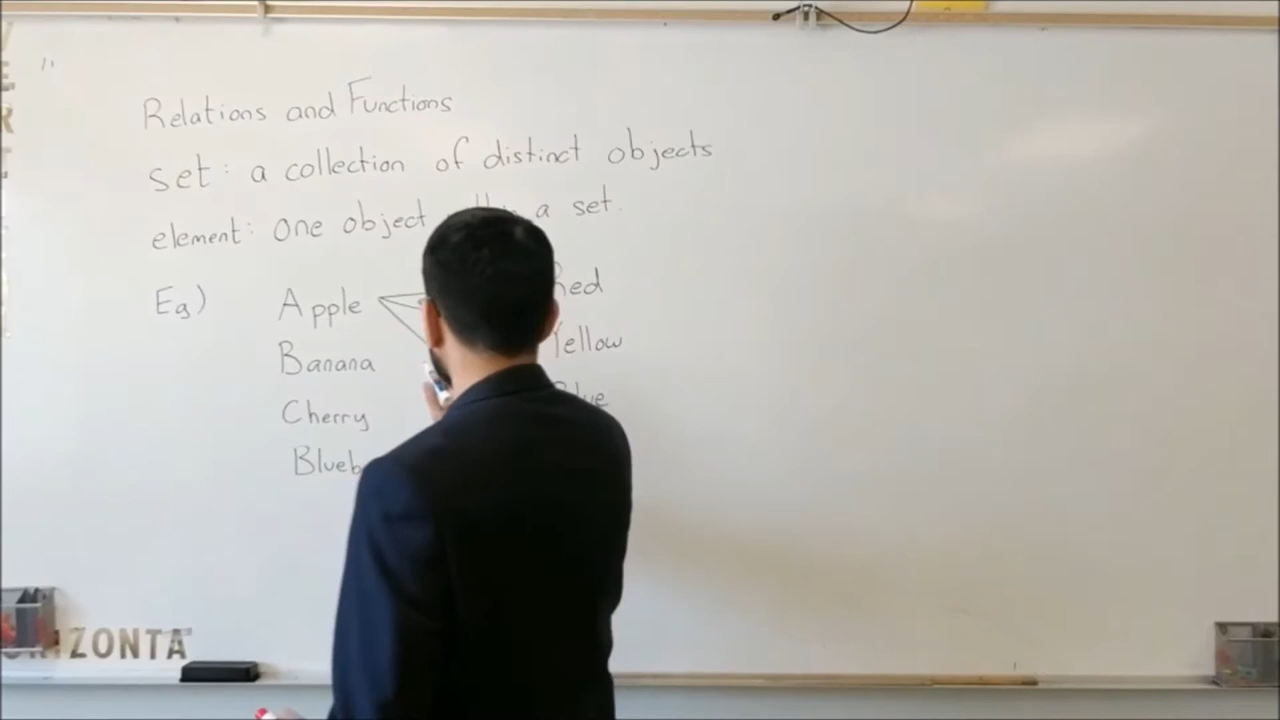 Relations and Functions
set: a collection of distinct objects
element: one object a set.
Eg) Apple Red
Banana Yellow
Cherry
Blueb
ZONTA